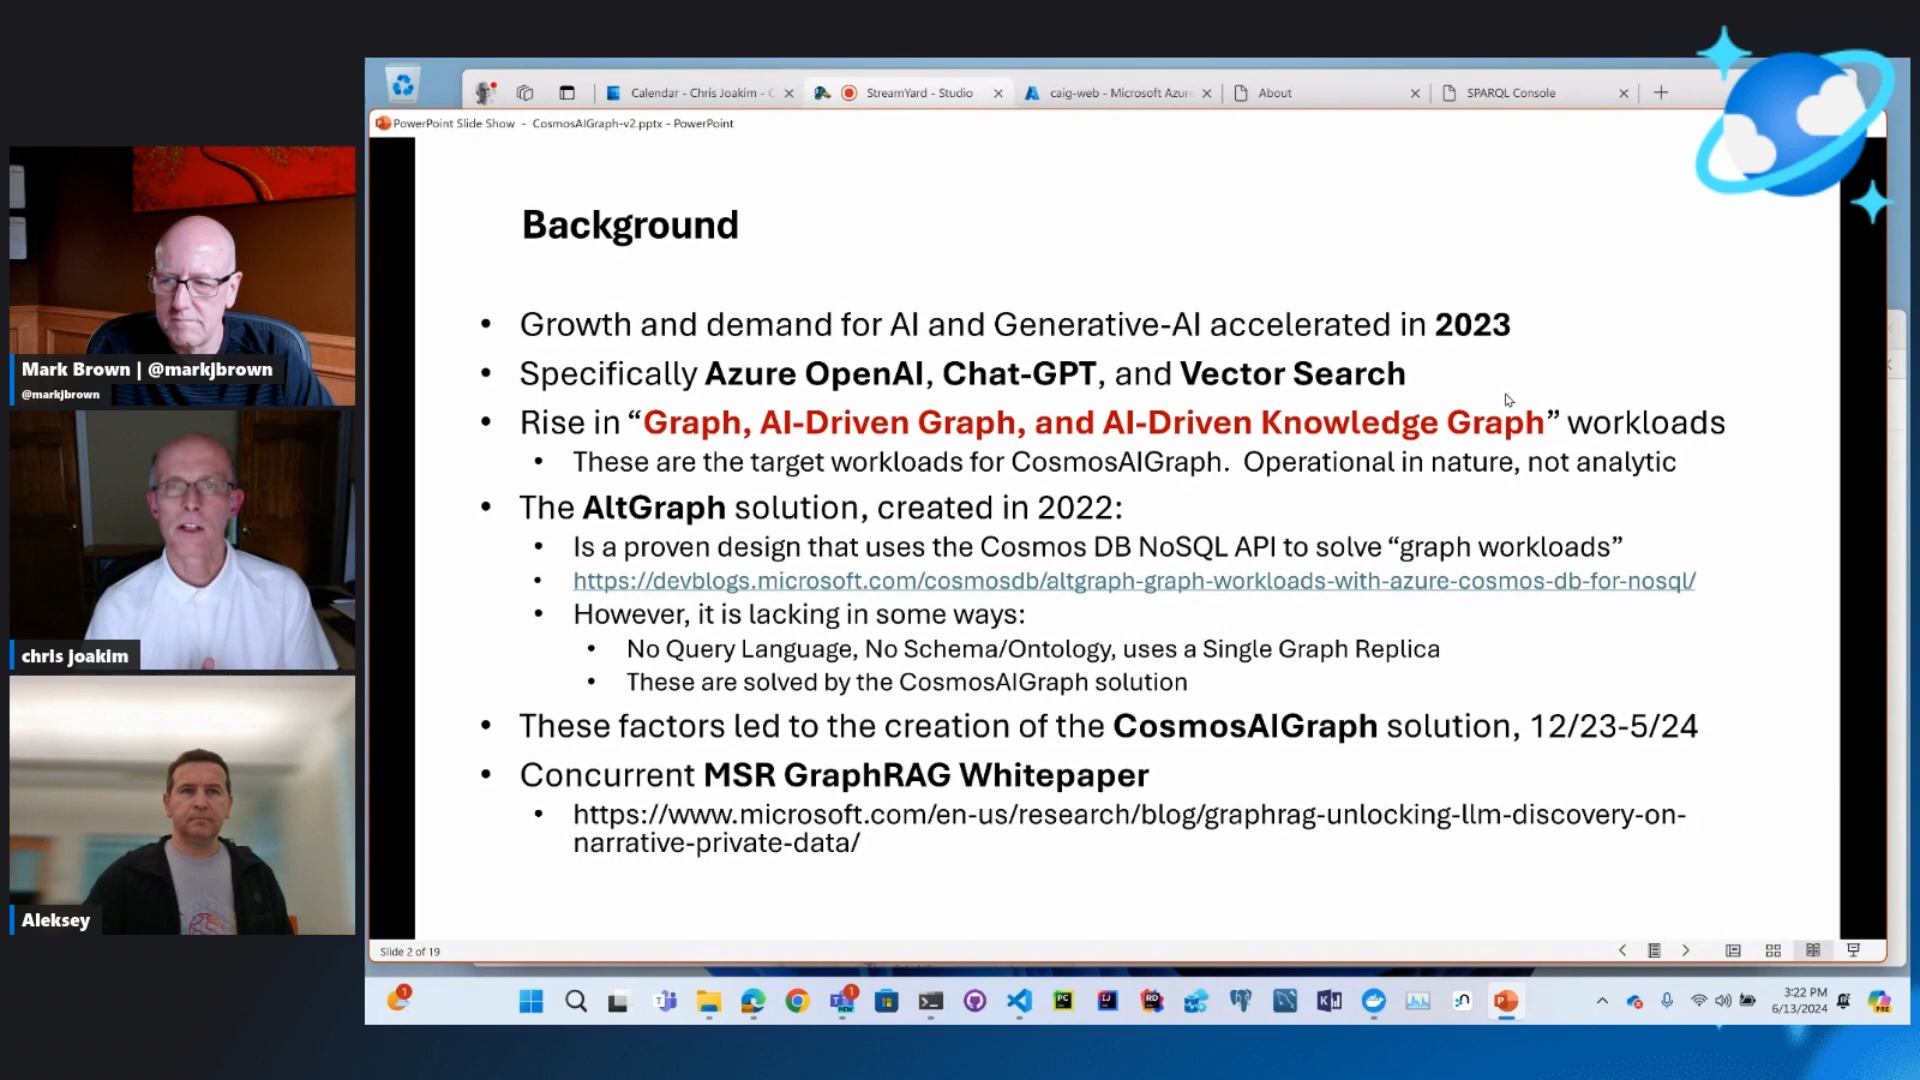 Calendar - Chris Joakim - C
StreamYard - Studio
caig-web - Microsoft Azur
About
SPARQL Console
PowerPoint Slide Show - CosmosAIGraph-v2.pptx - PowerPoint
Background
• Growth and demand for AI and Generative-AI accelerated in 2023
• Specifically Azure OpenAI, Chat-GPT, and Vector Search
• Rise in “Graph, AI-Driven Graph, and AI-Driven Knowledge Graph” workloads
• These are the target workloads for CosmosAIGraph. Operational in nature, not analytic
• The AltGraph solution, created in 2022:
• Is a proven design that uses the Cosmos DB NoSQL API to solve “graph workloads”
• https://devblogs.microsoft.com/cosmosdb/altgraph-graph-workloads-with-azure-cosmos-db-for-nosql/
• However, it is lacking in some ways:
• No Query Language, No Schema/Ontology, uses a Single Graph Replica
• These are solved by the CosmosAIGraph solution
• These factors led to the creation of the CosmosAIGraph solution, 12/23-5/24
• Concurrent MSR GraphRAG Whitepaper
• https://www.microsoft.com/en-us/research/blog/graphrag-unlocking-llm-discovery-on-
narrative-private-data/
Slide 2 of 19
Mark Brown | @markjbrown
@markjbrown
chris joakim
Aleksey
1
1
NEW
PC
IJ
RD
3:22 PM
6/13/2024
PRE